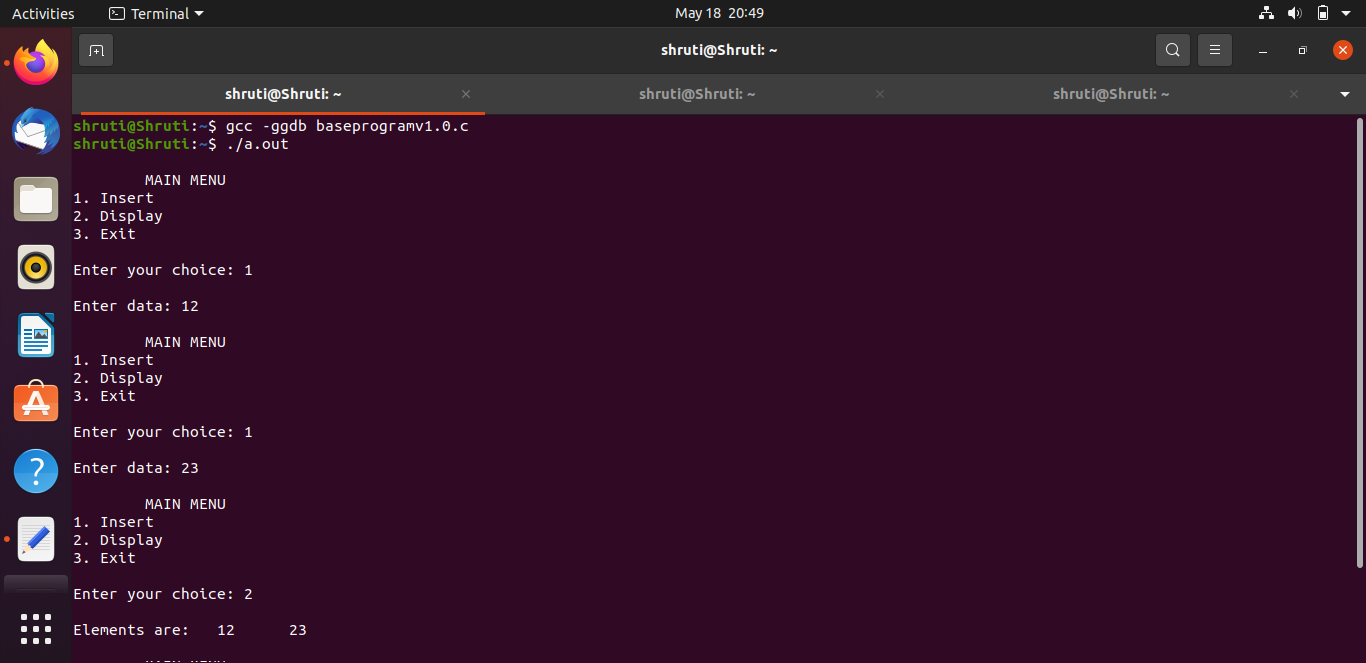 Activities Terminal May 18 20:49
shruti@Shruti: ~
shruti@Shruti: ~ shruti@Shruti: ~ shruti@Shruti: ~
shruti@Shruti:~$ gcc -ggdb baseprogramv1.0.c
shruti@Shruti:~$ ./a.out
MAIN MENU
1. Insert
2. Display
3. Exit
Enter your choice: 1
Enter data: 12
MAIN MENU
1. Insert
2. Display
3. Exit
Enter your choice: 1
Enter data: 23
MAIN MENU
1. Insert
2. Display
3. Exit
Enter your choice: 2
Elements are: 12 23